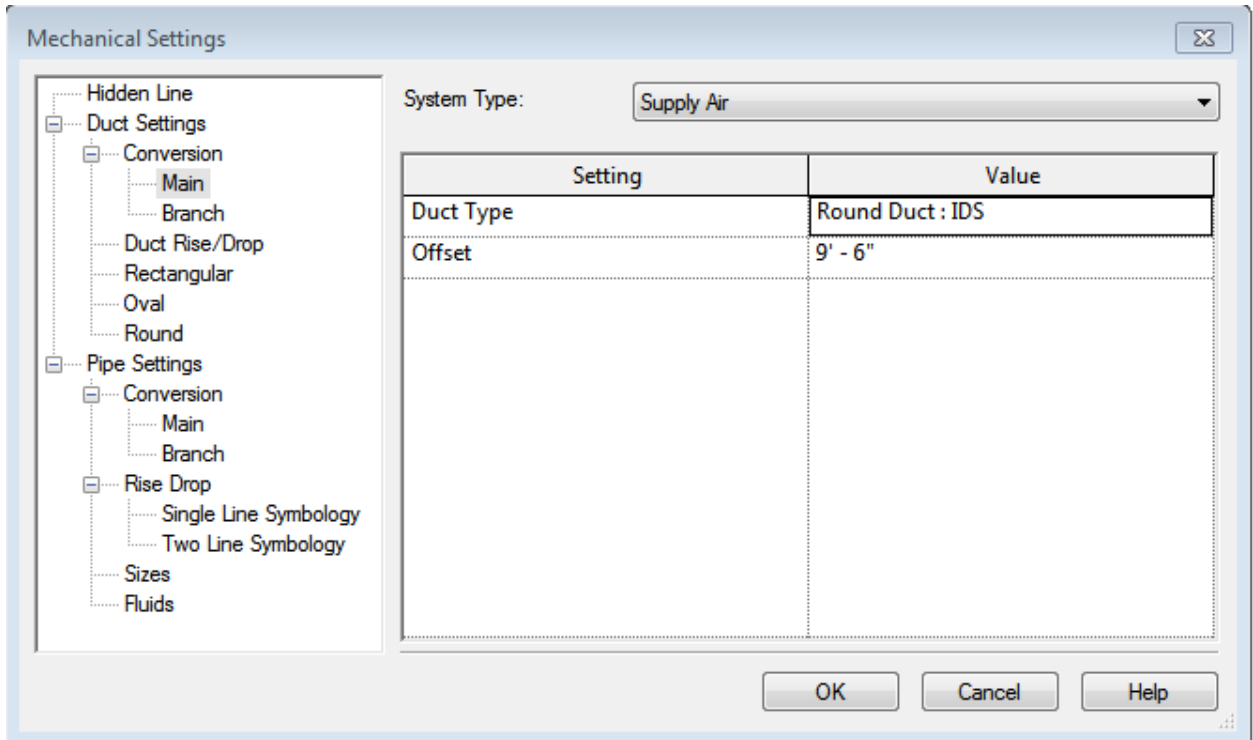 Mechanical Settings
Hidden Line
Duct Settings
Conversion
Main
Branch
Duct Rise/Drop
Rectangular
Oval
Round
Pipe Settings
Conversion
Main
Branch
Rise Drop
Single Line Symbology
Two Line Symbology
Sizes
Fluids
System Type: Supply Air
Setting Value
Duct Type Round Duct : IDS
Offset 9' - 6"
OK Cancel Help